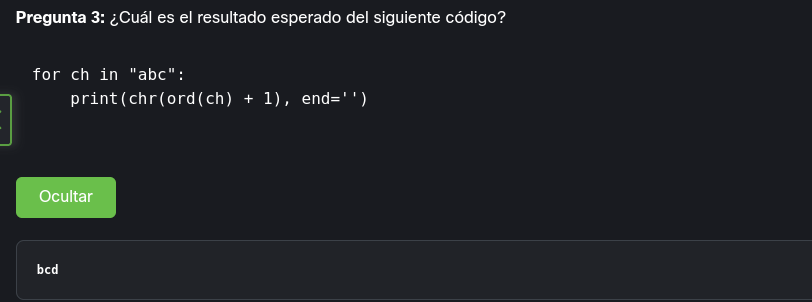 Pregunta 3: ¿Cuál es el resultado esperado del siguiente código?
for ch in "abc":
    print(chr(ord(ch) + 1), end='')
Ocultar
bcd